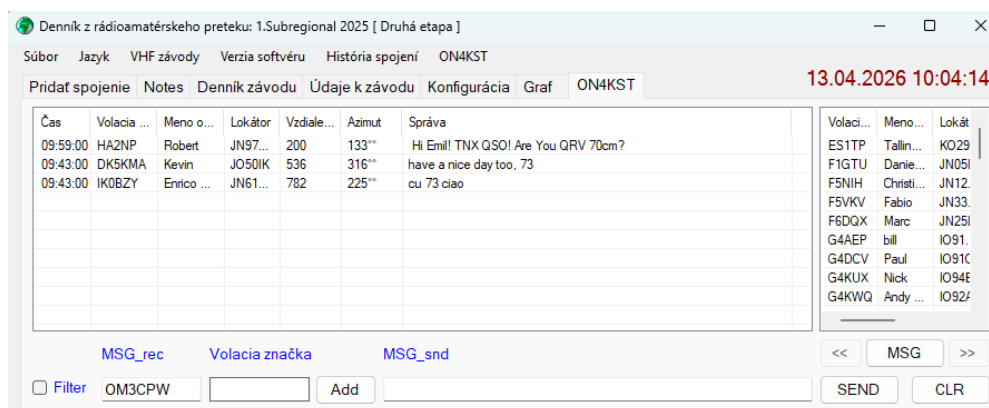 Denník z rádioamatérskeho preteku: 1.Subregional 2025 [ Druhá etapa ]
Súbor Jazyk VHF závody Verzia softvéru História spojení ON4KST
Pridať spojenie Notes Denník závodu Údaje k závodu Konfigurácia Graf ON4KST
13.04.2026 10:04:14
Čas Volacia ... Meno o... Lokátor Vzdiale... Azimut Správa
09:59:00 HA2NP Robert JN97... 200 133°° Hi Emil! TNX QSO! Are You QRV 70cm?
09:43:00 DK5KMA Kevin JO50IK 536 316°° have a nice day too, 73
09:43:00 IK0BZY Enrico ... JN61... 782 225°° cu 73 ciao
Volaci... Meno... Lokát
ES1TP Tallin... KO29
F1GTU Danie... JN05
F5NIH Christi... JN12.
F5VKV Fabio JN33.
F6DQX Marc JN25
G4AEP bill IO91.
G4DCV Paul IO91
G4KUX Nick IO94
G4KWQ Andy ... IO92
MSG_rec Volacia značka MSG_snd
<< MSG >>
Filter OM3CPW Add SEND CLR